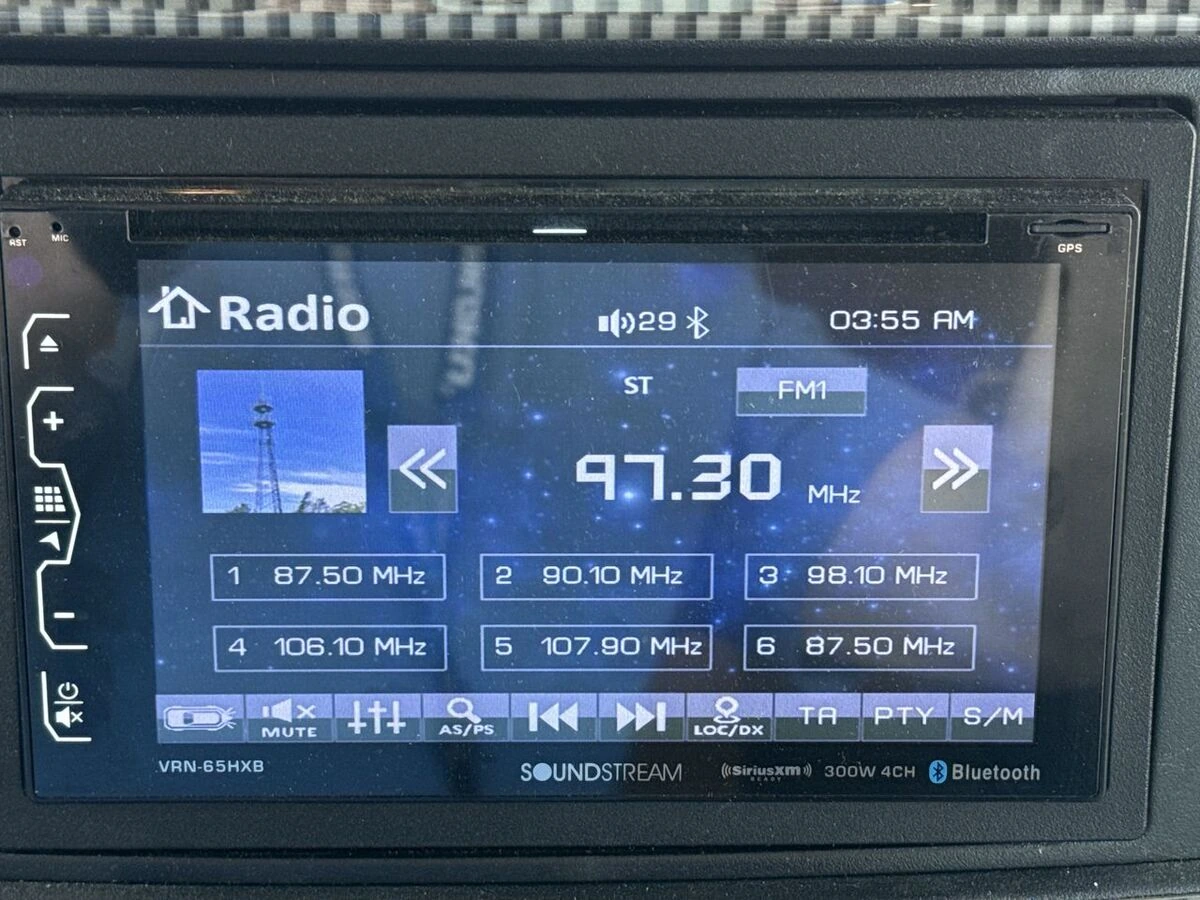 RST MIC
GPS
Radio 29 03:55 AM
ST FM1
97.30 MHz
1 87.50 MHz 2 90.10 MHz 3 98.10 MHz
4 106.10 MHz 5 107.90 MHz 6 87.50 MHz
MUTE AS/PS LOC/DX TA PTY S/M
VRN-65HXB SOUNDSTREAM SiriusXM READY 300W 4CH Bluetooth